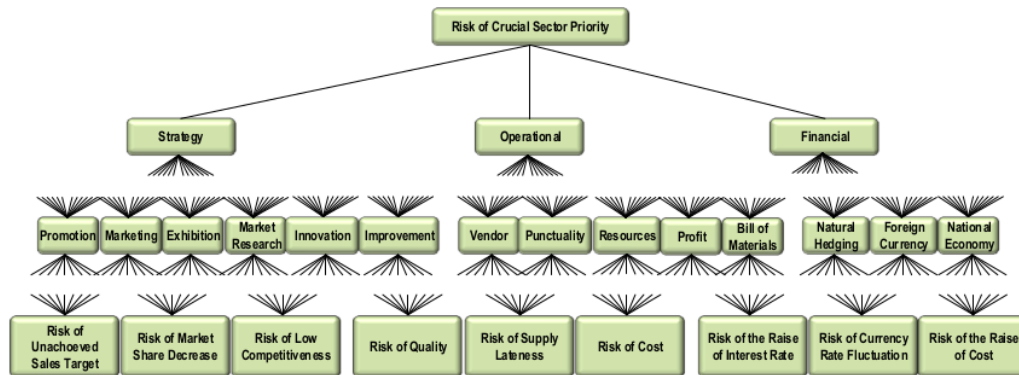 Risk of Crucial Sector Priority
Strategy
Operational
Financial
Promotion
Marketing
Exhibition
Market
Research
Innovation
Improvement
Vendor
Punctuality
Resources
Profit
Bill of
Materials
Natural
Hedging
Foreign
Currency
National
Economy
Risk of
Unachoeved
Sales Target
Risk of Market
Share Decrease
Risk of Low
Competitiveness
Risk of Quality
Risk of Supply
Lateness
Risk of Cost
Risk of the Raise
of Interest Rate
Risk of Currency
Rate Fluctuation
Risk of the Raise
of Cost